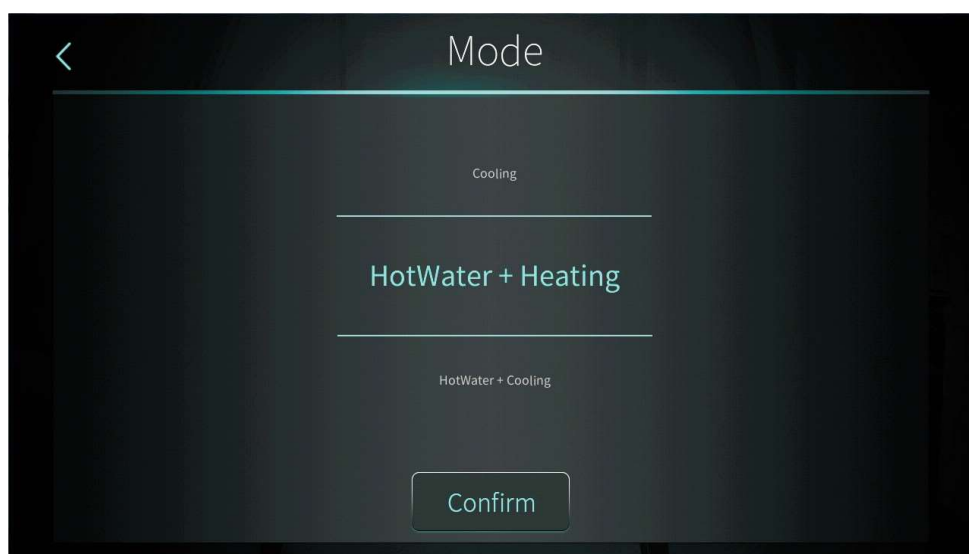 Mode
Cooling
HotWater + Heating
HotWater + Cooling
Confirm